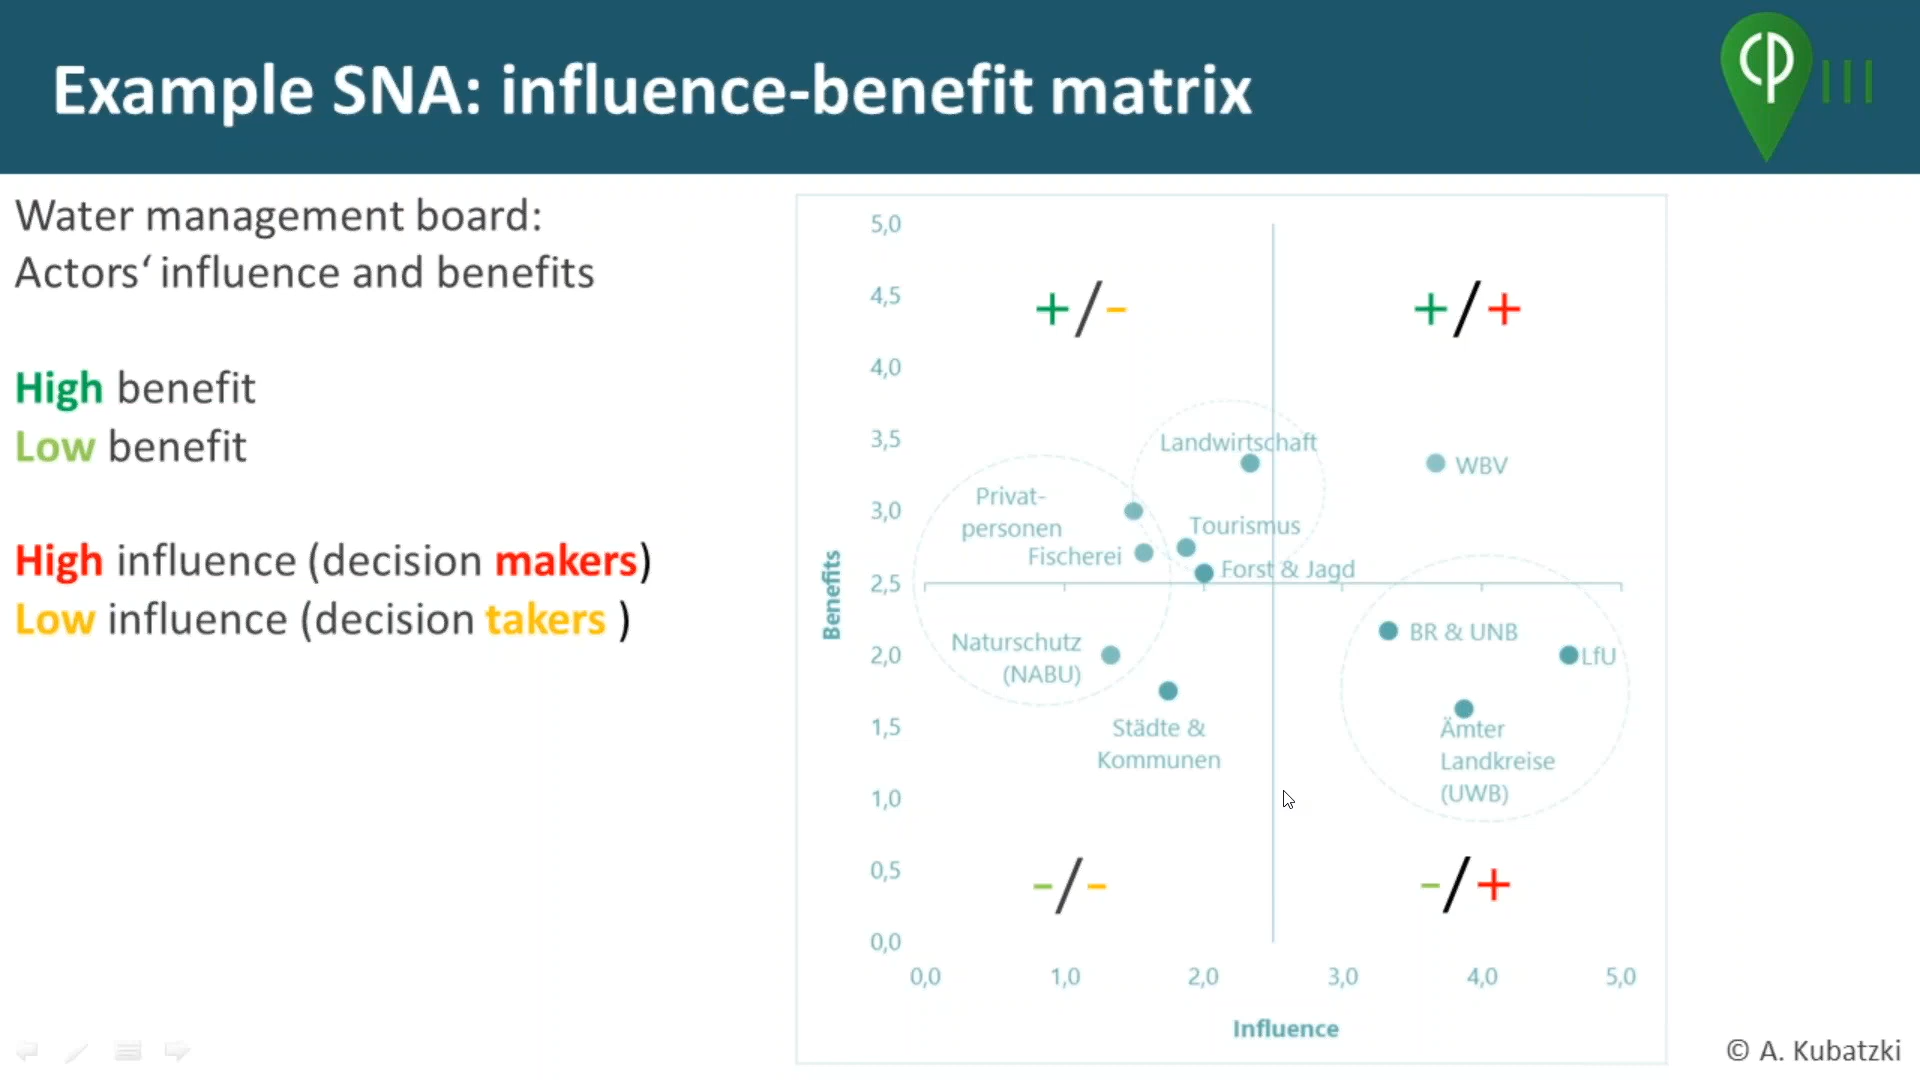 Example SNA: influence-benefit matrix
Water management board:
Actors‘ influence and benefits
High benefit
Low benefit
High influence (decision makers)
Low influence (decision takers )
5,0
4,5
4,0
3,5
3,0
2,5
2,0
1,5
1,0
0,5
0,0
Benefits
+/-
+/+
Landwirtschaft
WBV
Privat-
personen
Tourismus
Fischerei
Forst & Jagd
BR & UNB
Naturschutz
(NABU)
LfU
Städte &
Kommunen
Ämter
Landkreise
(UWB)
-/-
-/+
0,0 1,0 2,0 3,0 4,0 5,0
Influence
© A. Kubatzki